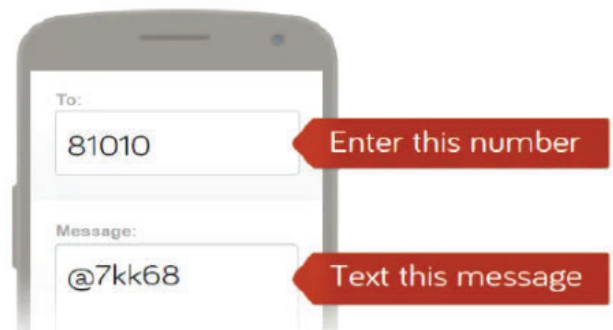 To:
81010
Enter this number
Message:
@7kk68
Text this message